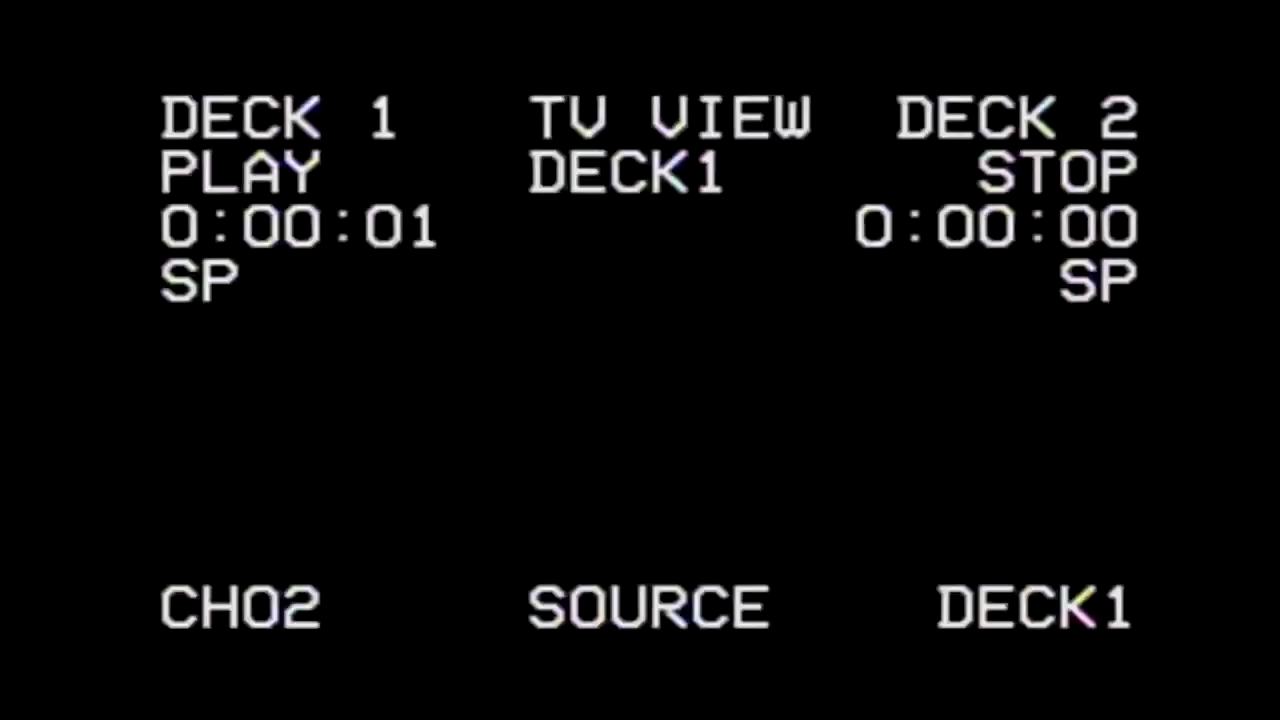 DECK 1 TV VIEW DECK 2
PLAY DECK1 STOP
0:00:01 0:00:00
SP SP
CH02 SOURCE DECK1